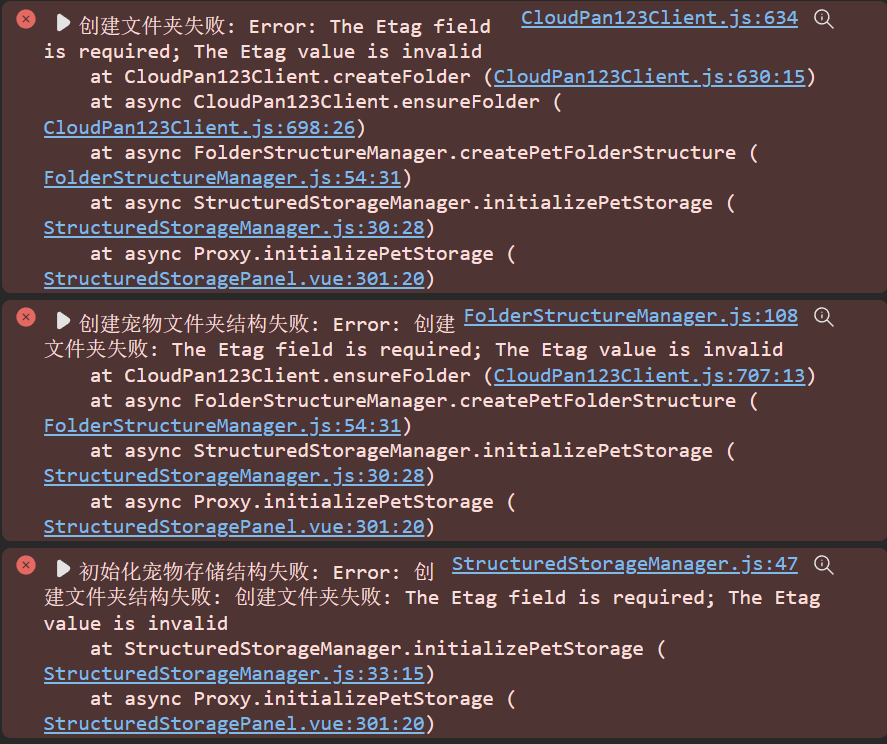 创建文件夹失败: Error: The Etag field CloudPan123Client.js:634
is required; The Etag value is invalid
at CloudPan123Client.createFolder (CloudPan123Client.js:630:15)
at async CloudPan123Client.ensureFolder (
CloudPan123Client.js:698:26)
at async FolderStructureManager.createPetFolderStructure (
FolderStructureManager.js:54:31)
at async StructuredStorageManager.initializePetStorage (
StructuredStorageManager.js:30:28)
at async Proxy.initializePetStorage (
StructuredStoragePanel.vue:301:20)
创建宠物文件夹结构失败: Error: 创建 FolderStructureManager.js:108
文件夹失败: The Etag field is required; The Etag value is invalid
at CloudPan123Client.ensureFolder (CloudPan123Client.js:707:13)
at async FolderStructureManager.createPetFolderStructure (
FolderStructureManager.js:54:31)
at async StructuredStorageManager.initializePetStorage (
StructuredStorageManager.js:30:28)
at async Proxy.initializePetStorage (
StructuredStoragePanel.vue:301:20)
初始化宠物存储结构失败: Error: 创 StructuredStorageManager.js:47
建文件夹结构失败: 创建文件夹失败: The Etag field is required; The Etag
value is invalid
at StructuredStorageManager.initializePetStorage (
StructuredStorageManager.js:33:15)
at async Proxy.initializePetStorage (
StructuredStoragePanel.vue:301:20)